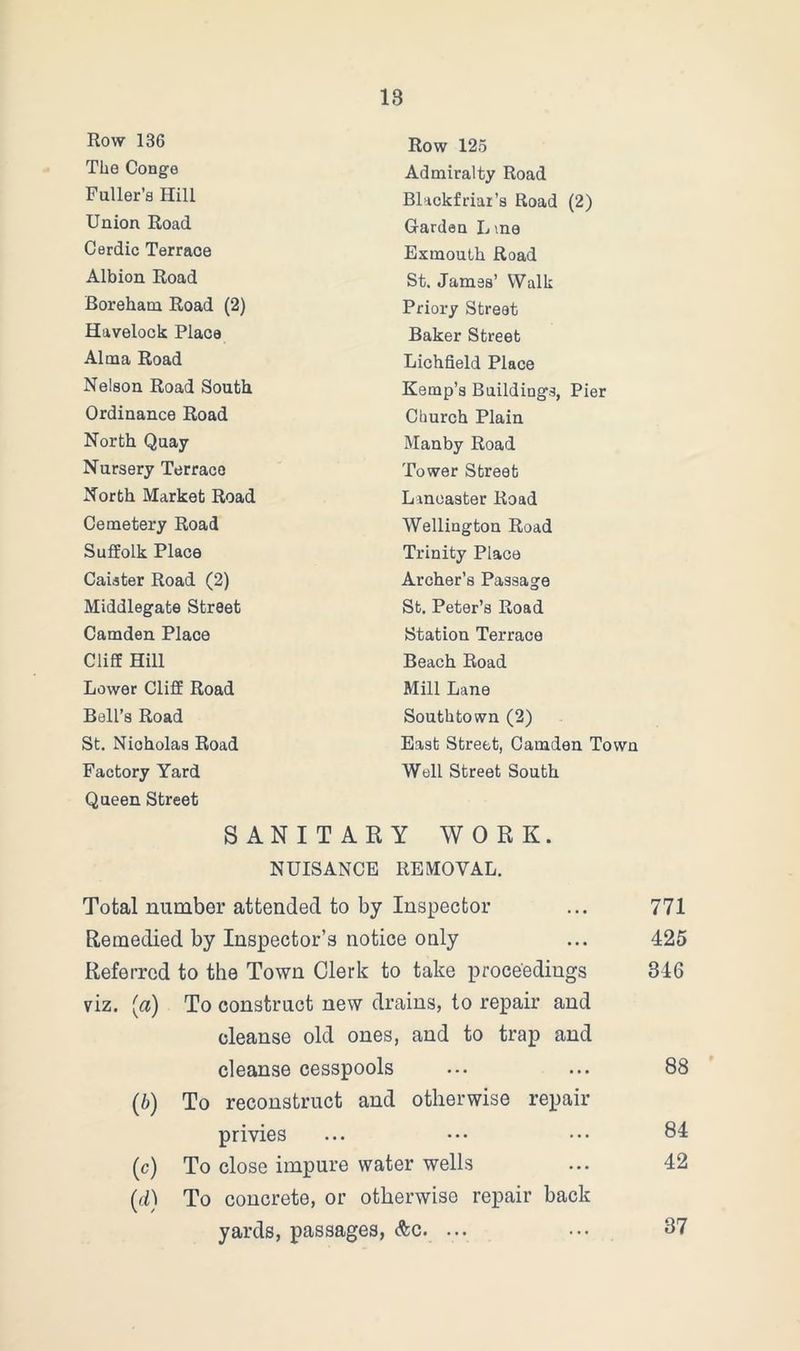 13
Row 136
The Conge
Fuller's Hill
Union Road
Cerdic Terrace
Albion Road
Boreham Road (2)
Havelock Place
Alma Road
Nelson Road South
Ordinance Road
North Quay
Nursery Terrace
North Market Road
Cemetery Road
Suffolk Place
Caister Road (2)
Middlegate Street
Camden Place
Cliff Hill
Lower Cliff Road
Bell's Road
St. Nicholas Road
Factory Yard
Queen Street
Row 125
Admiralty Road
Blackfriar's Road (2)
Garden Lane
Exmouth Road
St. James' Walk
Priory Street
Baker Street
Lichfield Place
Kemp's Buildings, Pier
Church Plain
Manby Road
Tower Street
Lancaster Road
Wellington Road
Trinity Place
Archer's Passage
St. Peter's Road
Station Terrace
Beach Road
Mill Lane
Southtown (2)
East Street, Camden Town
Well Street South
SANITARY WORK.
NUISANCE REMOVAL.
Total number attended to by Inspector ... 771
Remedied by Inspector's notice only ... 425
Referred to the Town Clerk to take proceedings 346
viz. (a) To construct new drains, to repair and
cleanse old ones, and to trap and
cleanse cesspools ... ... 88
(b) To reconstruct and otherwise repair
privies ... ... ... 84
(c) To close impure water wells ... 42
(d) To concrete, or otherwise repair back
yards, passages, &c. ... ... 37